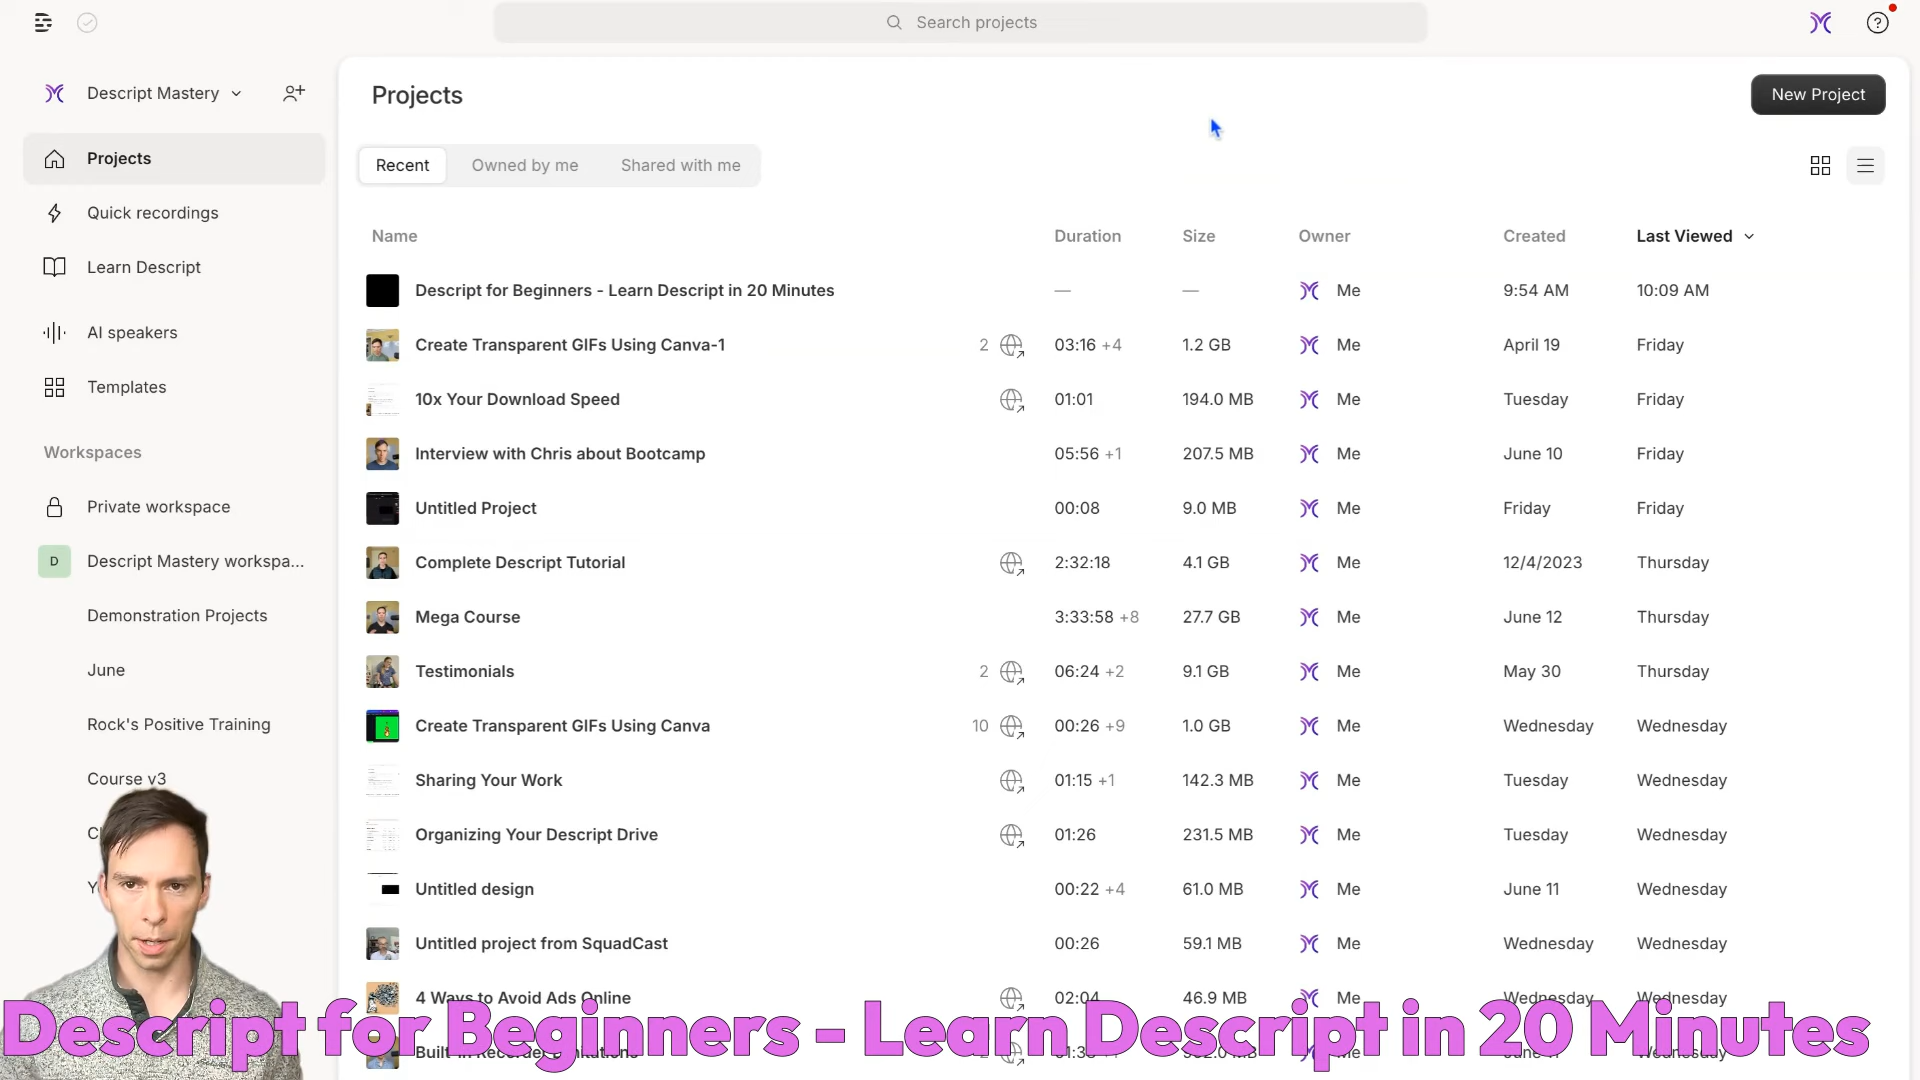 Search projects
Descript Mastery
Projects
New Project
Projects
Recent Owned by me Shared with me
Quick recordings
Name Duration Size Owner Created Last Viewed
Learn Descript
Descript for Beginners - Learn Descript in 20 Minutes — — Me 9:54 AM 10:09 AM
AI speakers
Create Transparent GIFs Using Canva-1 2 03:16 +4 1.2 GB Me April 19 Friday
Templates
10x Your Download Speed 01:01 194.0 MB Me Tuesday Friday
Workspaces
Interview with Chris about Bootcamp 05:56 +1 207.5 MB Me June 10 Friday
Private workspace
Untitled Project 00:08 9.0 MB Me Friday Friday
D Descript Mastery workspa...
Complete Descript Tutorial 2:32:18 4.1 GB Me 12/4/2023 Thursday
Demonstration Projects
Mega Course 3:33:58 +8 27.7 GB Me June 12 Thursday
June
Testimonials 2 06:24 +2 9.1 GB Me May 30 Thursday
Rock's Positive Training
Create Transparent GIFs Using Canva 10 00:26 +9 1.0 GB Me Wednesday Wednesday
Course v3
Sharing Your Work 01:15 +1 142.3 MB Me Tuesday Wednesday
Organizing Your Descript Drive 01:26 231.5 MB Me Tuesday Wednesday
Untitled design 00:22 +4 61.0 MB Me June 11 Wednesday
Untitled project from SquadCast 00:26 59.1 MB Me Wednesday Wednesday
4 Ways to Avoid Ads Online 02:04 46.9 MB Me Wednesday Wednesday
Descript for Beginners - Learn Descript in 20 Minutes